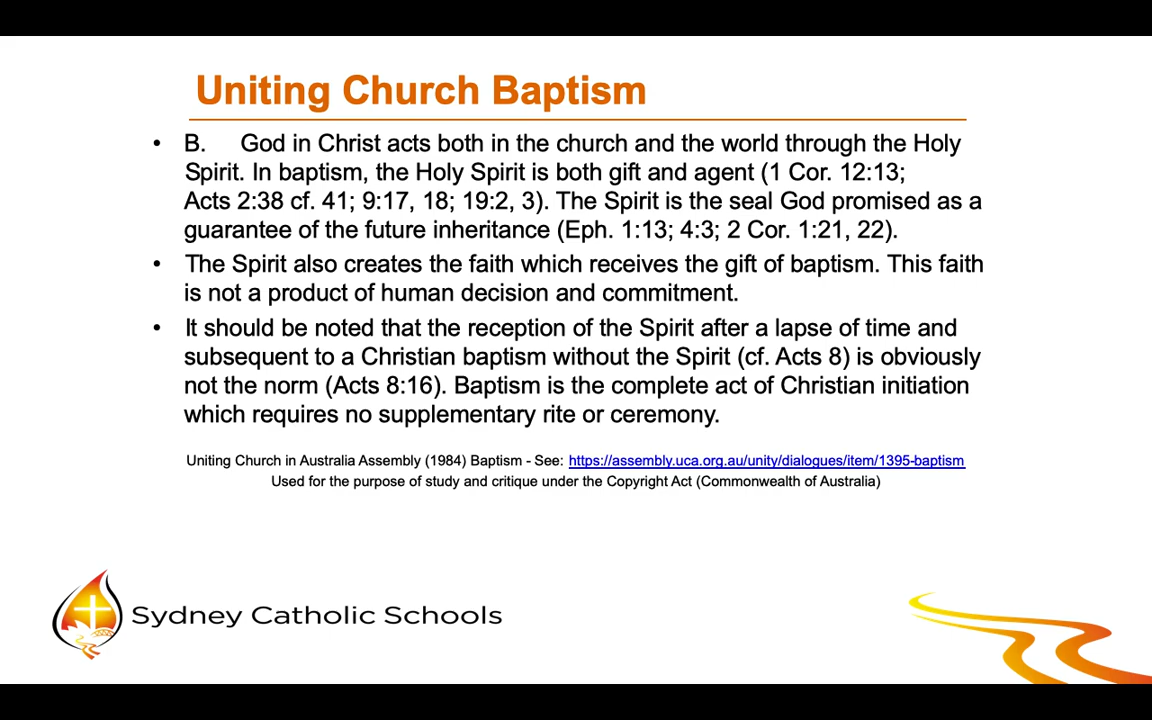 Uniting Church Baptism
• B. God in Christ acts both in the church and the world through the Holy
Spirit. In baptism, the Holy Spirit is both gift and agent (1 Cor. 12:13;
Acts 2:38 cf. 41; 9:17, 18; 19:2, 3). The Spirit is the seal God promised as a
guarantee of the future inheritance (Eph. 1:13; 4:3; 2 Cor. 1:21, 22).
• The Spirit also creates the faith which receives the gift of baptism. This faith
is not a product of human decision and commitment.
• It should be noted that the reception of the Spirit after a lapse of time and
subsequent to a Christian baptism without the Spirit (cf. Acts 8) is obviously
not the norm (Acts 8:16). Baptism is the complete act of Christian initiation
which requires no supplementary rite or ceremony.
Uniting Church in Australia Assembly (1984) Baptism - See: https://assembly.uca.org.au/unity/dialogues/item/1395-baptism
Used for the purpose of study and critique under the Copyright Act (Commonwealth of Australia)
Sydney Catholic Schools